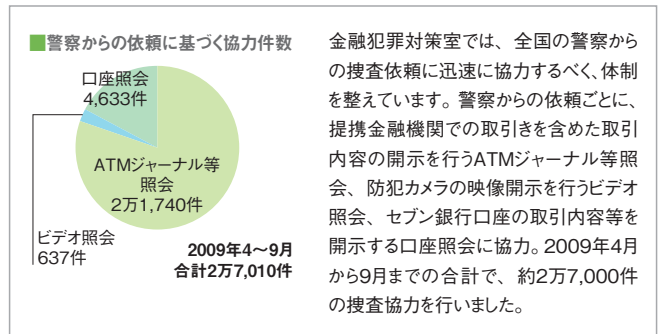 ■警察からの依頼に基づく協力件数
口座照会
4,633件
ATMジャーナル等
照会
2万1,740件
ビデオ照会
637件
2009年4〜9月
合計2万7,010件
金融犯罪対策室では、全国の警察から
の捜査依頼に迅速に協力するべく、体制
を整えています。警察からの依頼ごとに、
提携金融機関での取引きを含めた取引
内容の開示を行うATMジャーナル等照
会、防犯カメラの映像開示を行うビデオ
照会、セブン銀行口座の取引内容等を
開示する口座照会に協力。2009年4月
から9月までの合計で、約2万7,000件
の捜査協力を行いました。